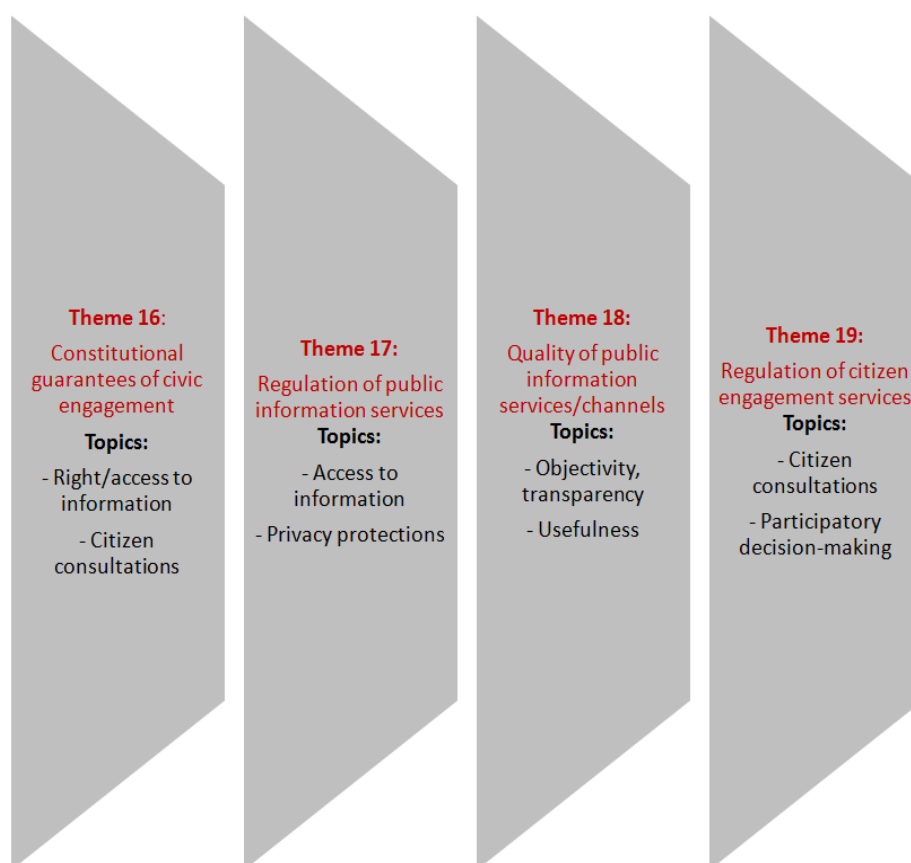 Theme 16:
Constitutional
guarantees of civic
engagement
Topics:
- Right/access to
information
- Citizen
consultations
Theme 17:
Regulation of public
information services
Topics:
- Access to
information
- Privacy protections
Theme 18:
Quality of public
information
services/channels
Topics:
- Objectivity,
transparency
- Usefulness
Theme 19:
Regulation of citizen
engagement services
Topics:
- Citizen
consultations
- Participatory
decision-making